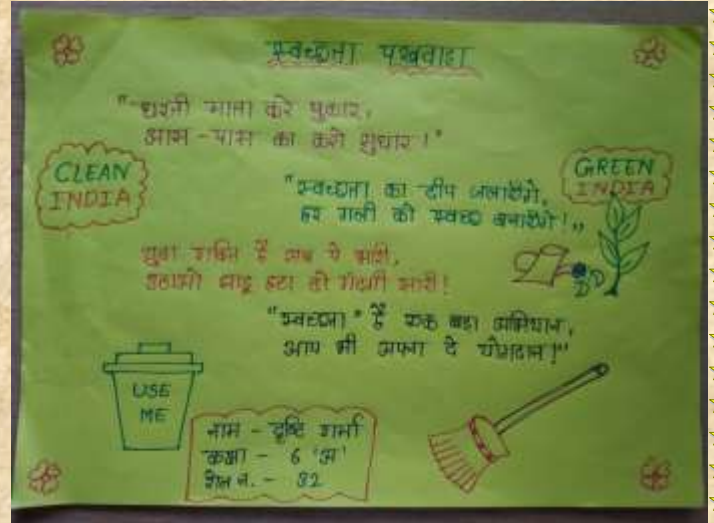 स्वच्छता पखवाडा
"धरती माता करे पुकार,
आस-पास का करो सुधार!"
CLEAN
INDIA
GREEN
INDIA
"स्वच्छता का दीप जलाएंगे,
हर गली को स्वच्छ बनाएंगे!"
युवा शक्ति है सब पे भारी,
उठाओ झाडू हटा दो गंदगी सारी!
"स्वच्छता" है एक बडा अभियान,
आप भी अपना दे योगदान!"
USE
ME
नाम - दृष्टि शर्मा
कक्षा - 6 'अ'
रोल नं. - 32